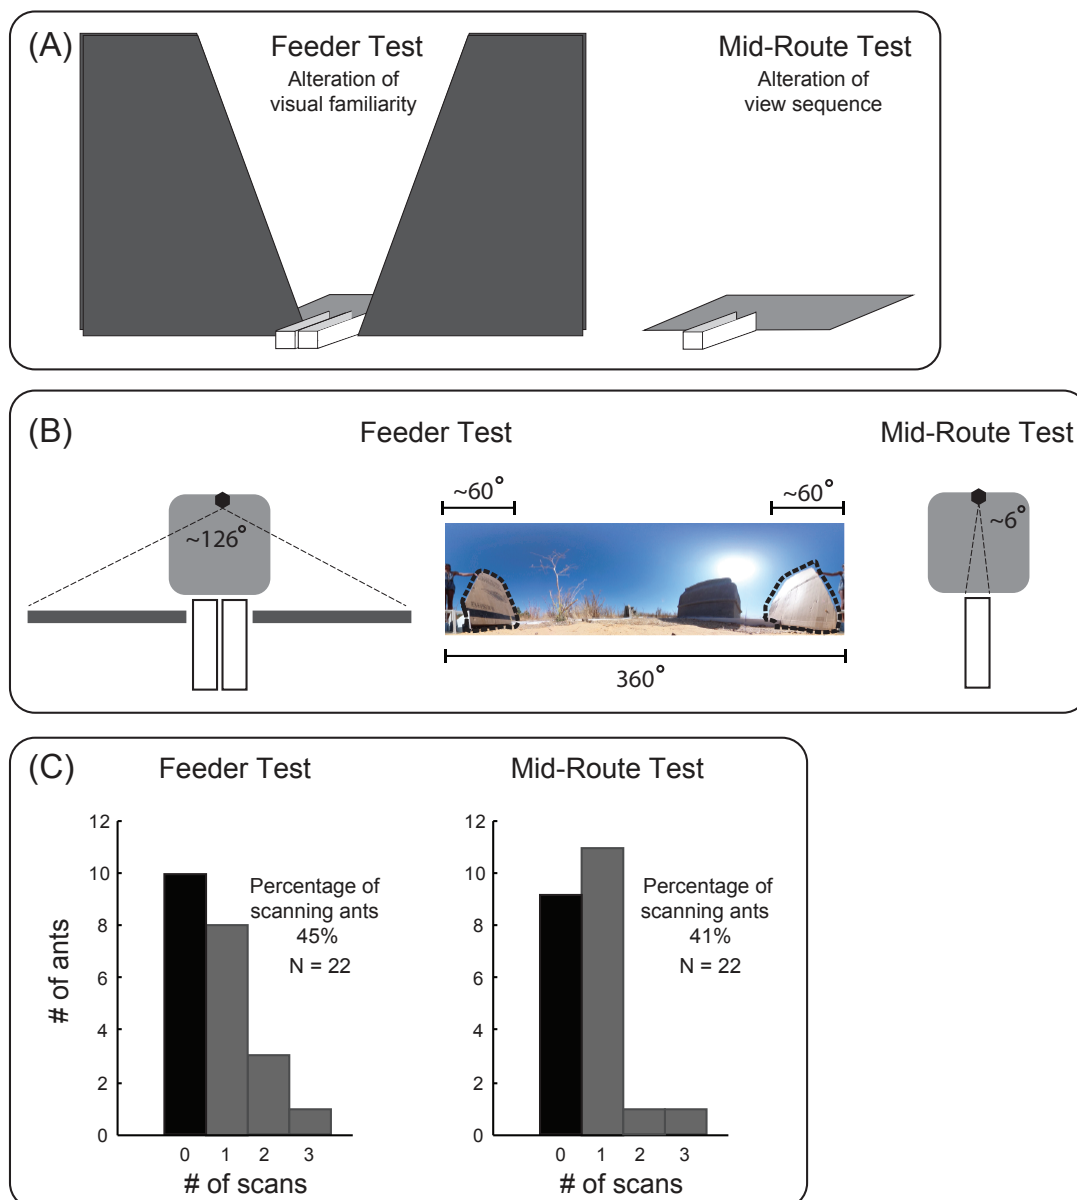 (A)
Feeder Test
Alteration of
visual familiarity
Mid-Route Test
Alteration of
view sequence
(B)
Feeder Test
Mid-Route Test
~126°
~60°
~60°
360°
~6°
(C)
Feeder Test
Mid-Route Test
# of ants
12
10
8
6
4
2
0
Percentage of
scanning ants
45%
N = 22
0 1 2 3
# of scans
12
10
8
6
4
2
0
Percentage of
scanning ants
41%
N = 22
0 1 2 3
# of scans